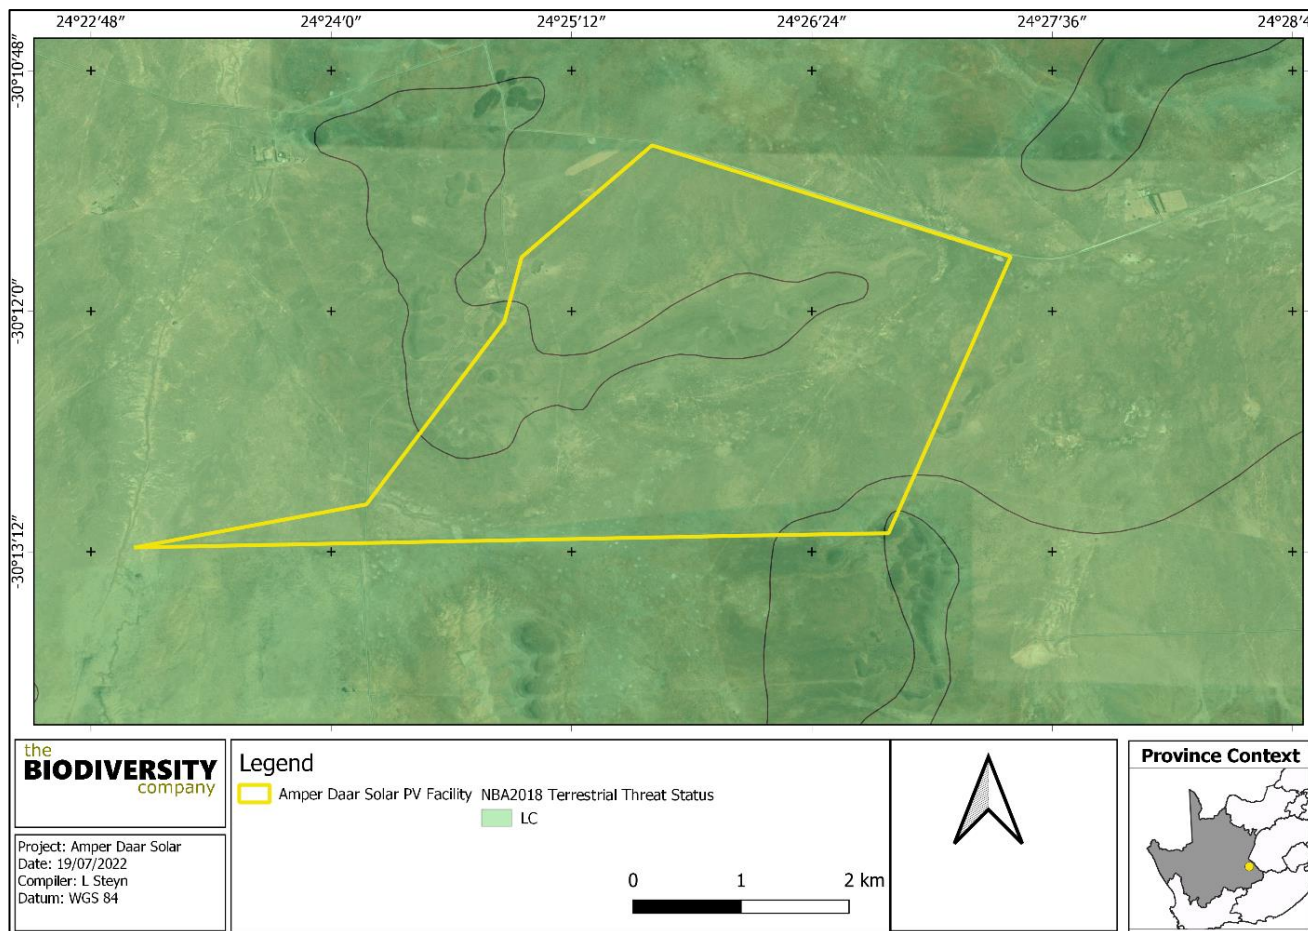 24°22′48″ 24°24′0″ 24°25′12″ 24°26′24″ 24°27′36″ 24°28′4
-30°10′48″
-30°12′0″
-30°13′12″
the
BIODIVERSITY
company
Project: Amper Daar Solar
Date: 19/07/2022
Compiler: L Steyn
Datum: WGS 84
Legend
Amper Daar Solar PV Facility NBA2018 Terrestrial Threat Status
LC
0 1 2 km
Province Context